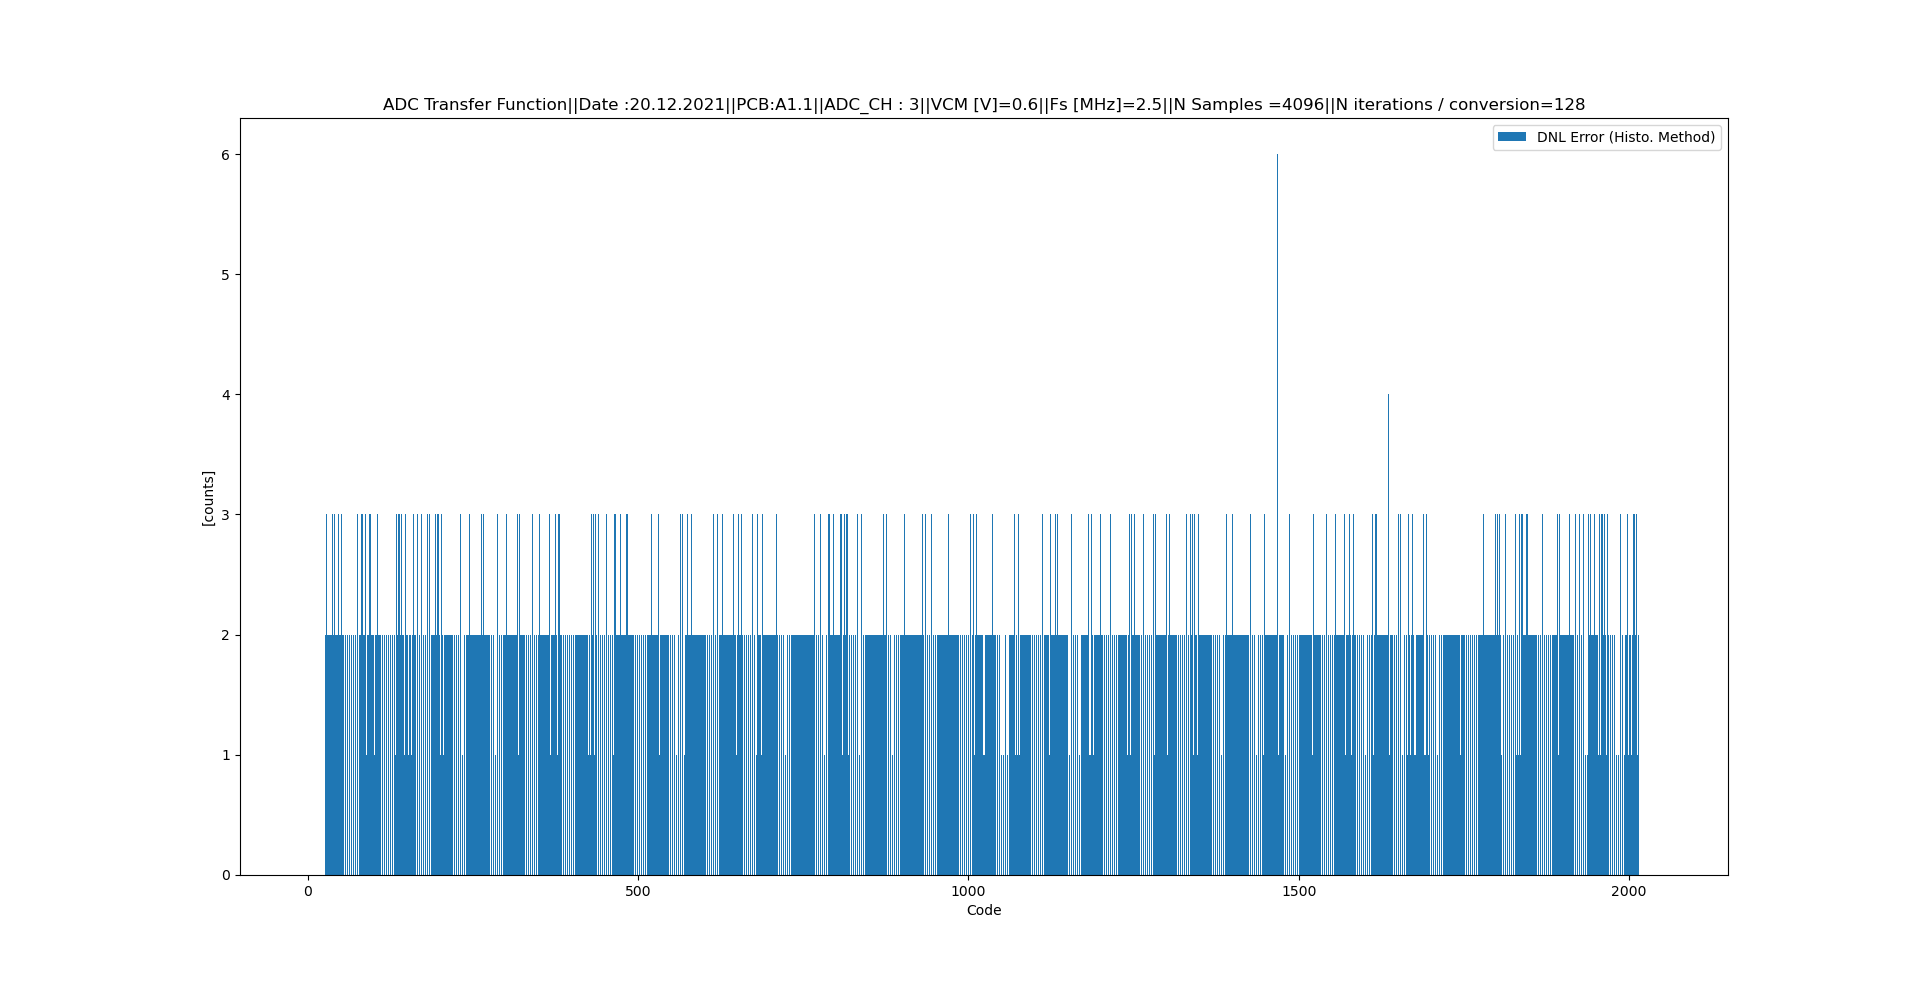 ADC Transfer Function||Date :20.12.2021||PCB:A1.1||ADC_CH : 3||VCM [V]=0.6||Fs [MHz]=2.5||N Samples =4096||N iterations / conversion=128
DNL Error (Histo. Method)
6
5
4
3
2
1
0
[counts]
0 500 1000 1500 2000
Code